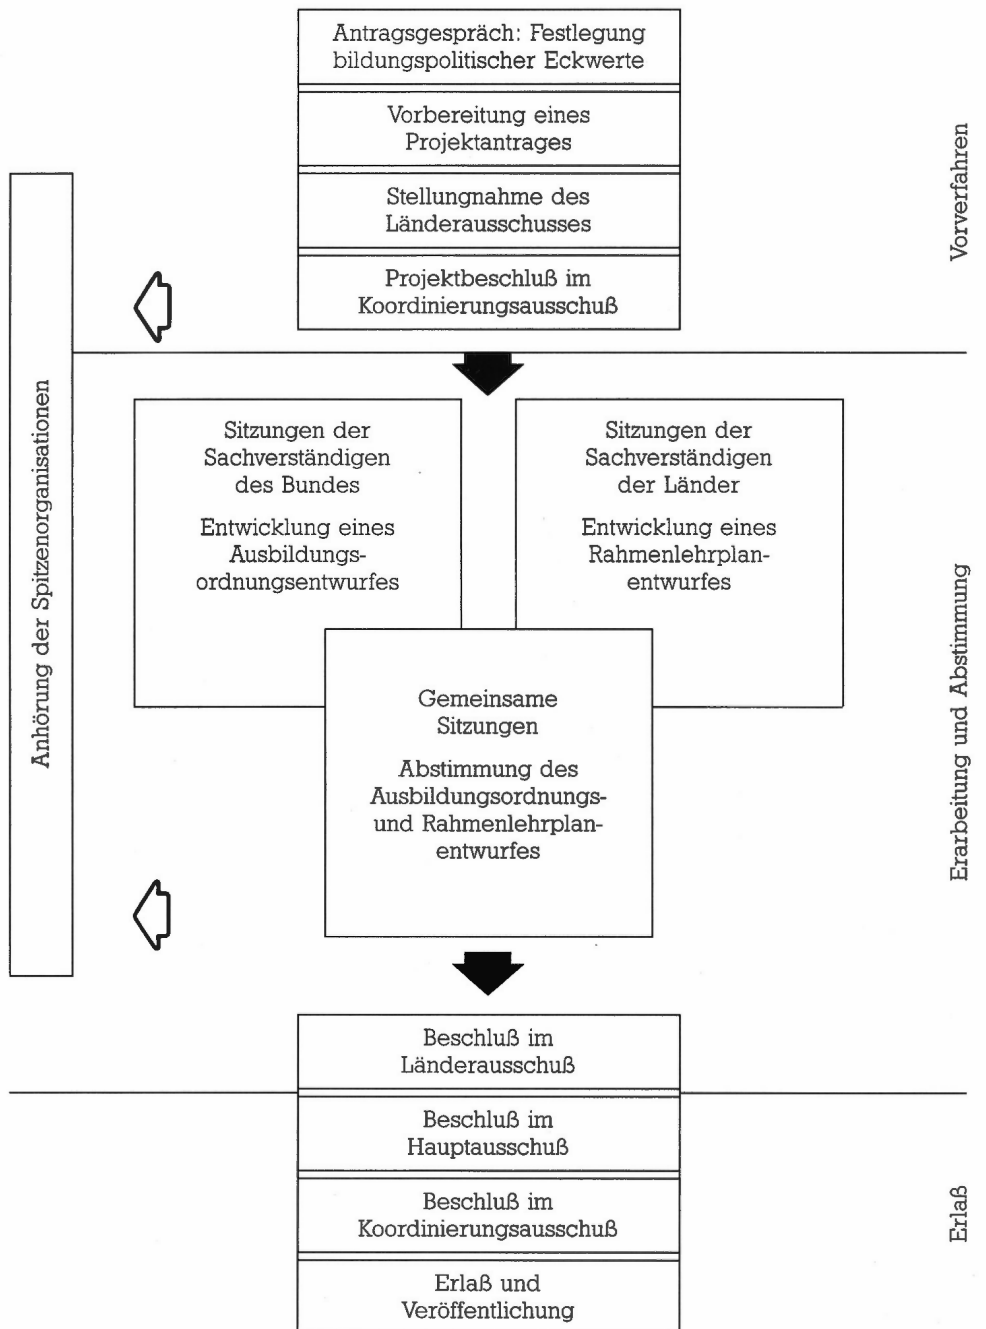 Antragsgespräch: Festlegung
bildungspolitischer Eckwerte
Vorbereitung eines
Projektantrages
Stellungnahme des
Länderausschusses
Projektbeschluß im
Koordinierungsausschuß
Vorverfahren
Anhörung der Spitzenorganisationen
Sitzungen der
Sachverständigen
des Bundes
Entwicklung eines
Ausbildungs-
ordnungsentwurfes
Sitzungen der
Sachverständigen
der Länder
Entwicklung eines
Rahmenlehrplan-
entwurfes
Gemeinsame
Sitzungen
Abstimmung des
Ausbildungsordnungs-
und Rahmenlehrplan-
entwurfes
Erarbeitung und Abstimmung
Beschluß im
Länderausschuß
Beschluß im
Hauptausschuß
Beschluß im
Koordinierungsausschuß
Erlaß und
Veröffentlichung
Erlaß